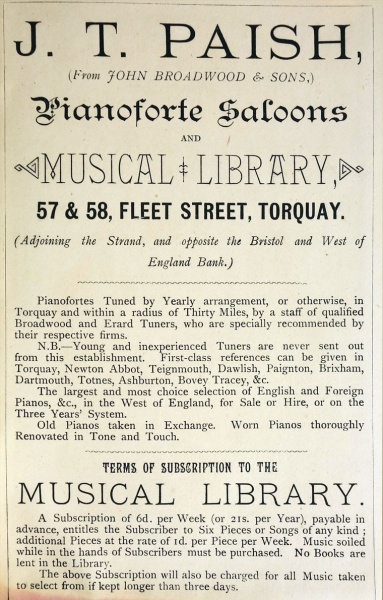 J. T. PAISH,
(From JOHN BROADWOOD & SONS,)
Pianoforte Saloons
AND
MUSICAL LIBRARY,
57 & 58, FLEET STREET, TORQUAY.
(Adjoining the Strand, and opposite the Bristol and West of
England Bank.)
Pianofortes Tuned by Yearly arrangement, or otherwise, in
Torquay and within a radius of Thirty Miles, by a staff of qualified
Broadwood and Erard Tuners, who are specially recommended by
their respective firms.
N.B.—Young and inexperienced Tuners are never sent out
from this establishment. First-class references can be given in
Torquay, Newton Abbot, Teignmouth, Dawlish, Paignton, Brixham,
Dartmouth, Totnes, Ashburton, Bovey Tracey, &c.
The largest and most choice selection of English and Foreign
Pianos, &c., in the West of England, for Sale or Hire, or on the
Three Years' System.
Old Pianos taken in Exchange. Worn Pianos thoroughly
Renovated in Tone and Touch.
TERMS OF SUBSCRIPTION TO THE
MUSICAL LIBRARY.
A Subscription of 6d. per Week (or 21s. per Year), payable in
advance, entitles the Subscriber to Six Pieces or Songs of any kind ;
additional Pieces at the rate of 1d. per Piece per Week. Music soiled
while in the hands of Subscribers must be purchased. No Books are
lent in the Library.
The above Subscription will also be charged for all Music taken
to select from if kept longer than three days.